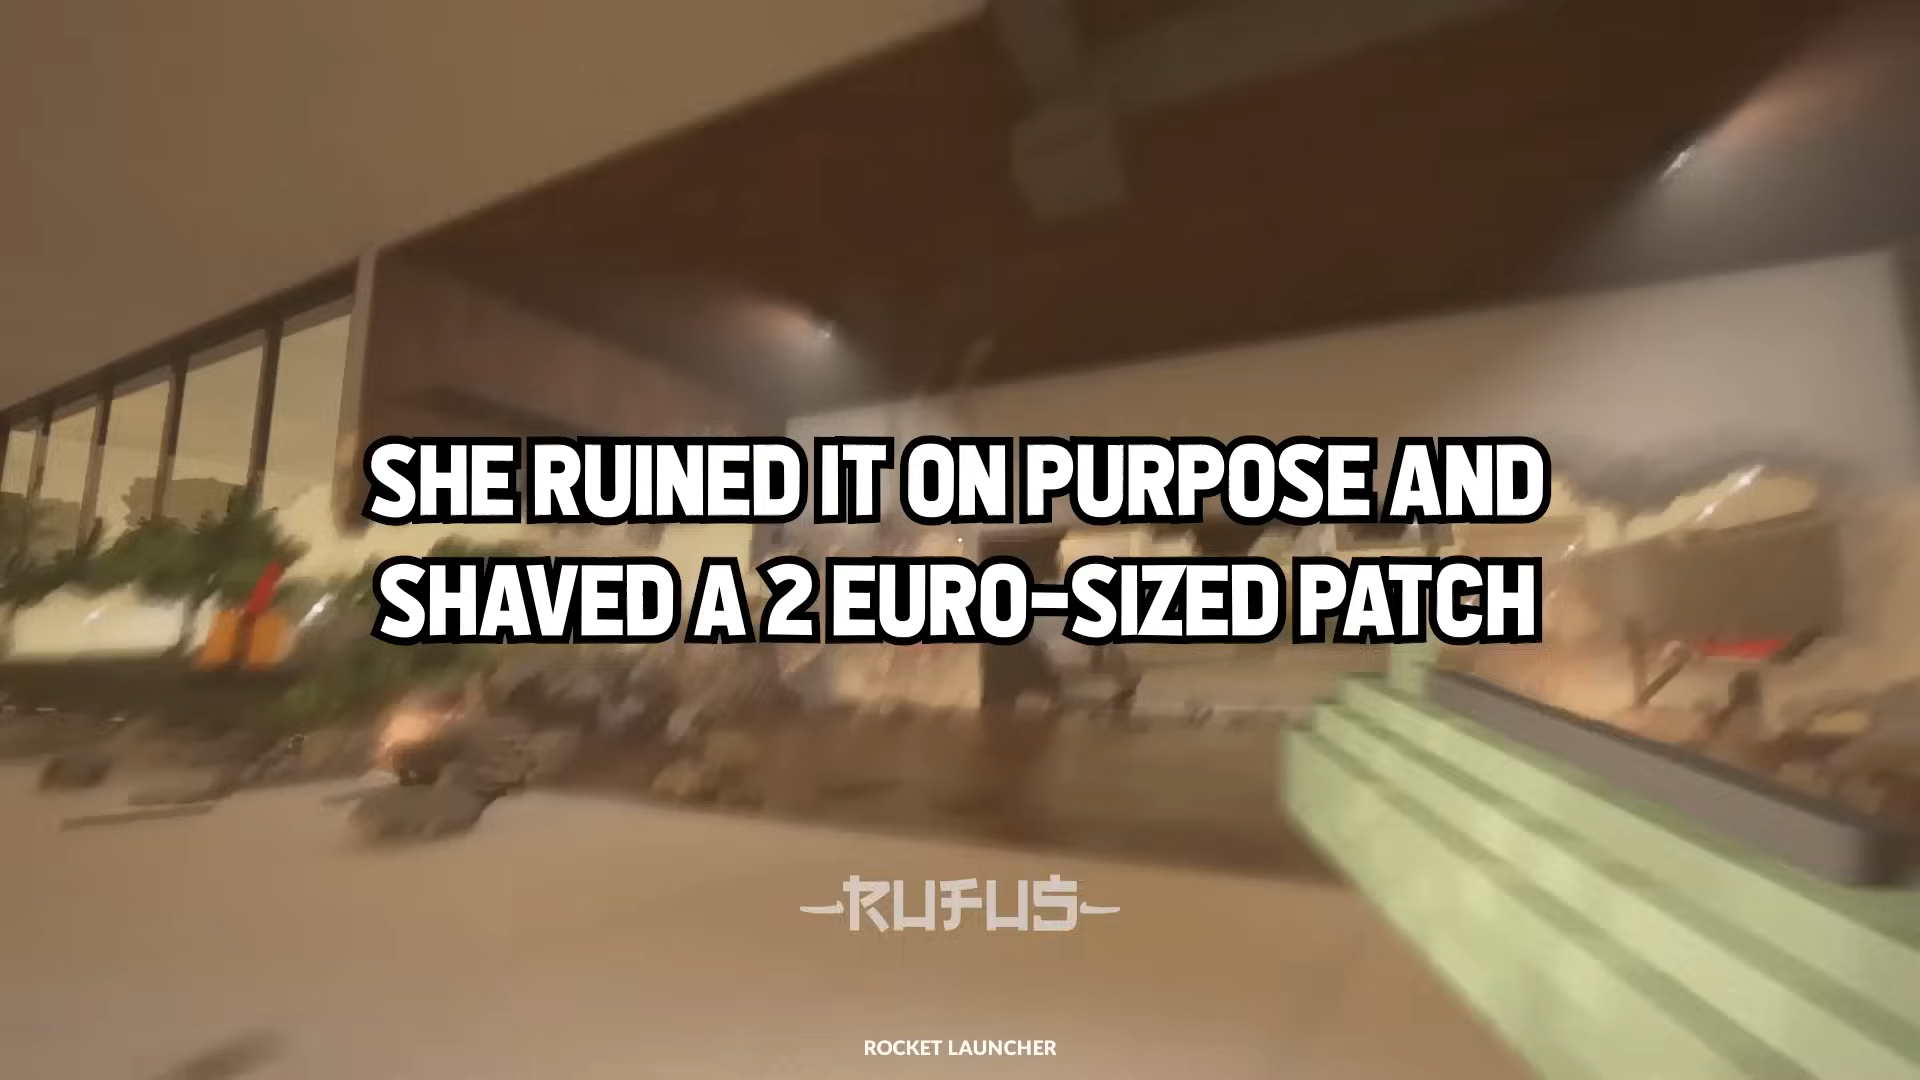 SHE RUINED IT ON PURPOSE AND
SHAVED A 2 EURO-SIZED PATCH
RUFUS
ROCKET LAUNCHER